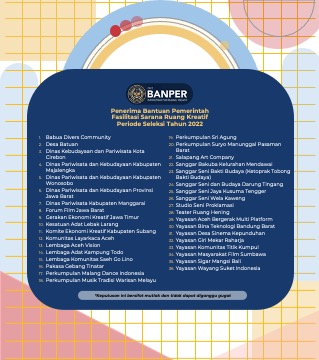 BANPER
Penerima Bantuan Pemerintah
Fasilitasi Sarana Ruang Kreatif
Periode Seleksi Tahun 2022
1. Babua Divers Community
2. Desa Batuan
3. Dinas Kebudayaan dan Pariwisata Kota
Cirebon
4. Dinas Pariwisata dan Kebudayaan Kabupaten
Majalengka
5. Dinas Pariwisata dan Kebudayaan Kabupaten
Wonosobo
6. Dinas Pariwisata dan Kebudayaan Provinsi
Jawa Barat
7. Dinas Pariwisata Kabupaten Manggarai
8. Forum Film Jawa Barat
9. Gerakan Ekonomi Kreatif Jawa Timur
10. Kesatuan Adat Lebak Larang
11. Komite Ekonomi Kreatif Kabupaten Subang
12. Komunitas Layarkaca Aceh
13. Lembaga Aceh Vision
14. Lembaga Adat Kampung Todo
15. Lembaga Komunitas Saeh Go Lino
16. Pakasa Gebang Tinatar
17. Perkumpulan Malang Dance Indonesia
18. Perkumpulan Musik Tradisi Warisan Melayu
19. Perkumpulan Sri Agung
20. Perkumpulan Suryo Manunggal Pasaman
Barat
21. Salapang Art Company
22. Sanggar Bakuba Kelurahan Mendawai
23. Sanggar Seni Bakti Budaya (Ketoprak Tobong
Bakti Budaya)
24. Sanggar Seni dan Budaya Darung Tingang
25. Sanggar Seni Jaya Kusuma Tengger
26. Sanggar Seni Wela Kaweng
27. Studio Seni Proklamasi
28. Teater Ruang Hening
29. Yayasan Aceh Bergerak Multi Platform
30. Yayasan Bina Teknologi Bandung Barat
31. Yayasan Desa Sinema Kepunduhan
32. Yayasan Giri Mekar Raharja
33. Yayasan Komunitas Titik Kumpul
34. Yayasan Masyarakat Film Sumbawa
35. Yayasan Sigar Mangsi Bali
36. Yayasan Wayang Suket Indonesia
*Keputusan ini bersifat mutlak dan tidak dapat diganggu gugat